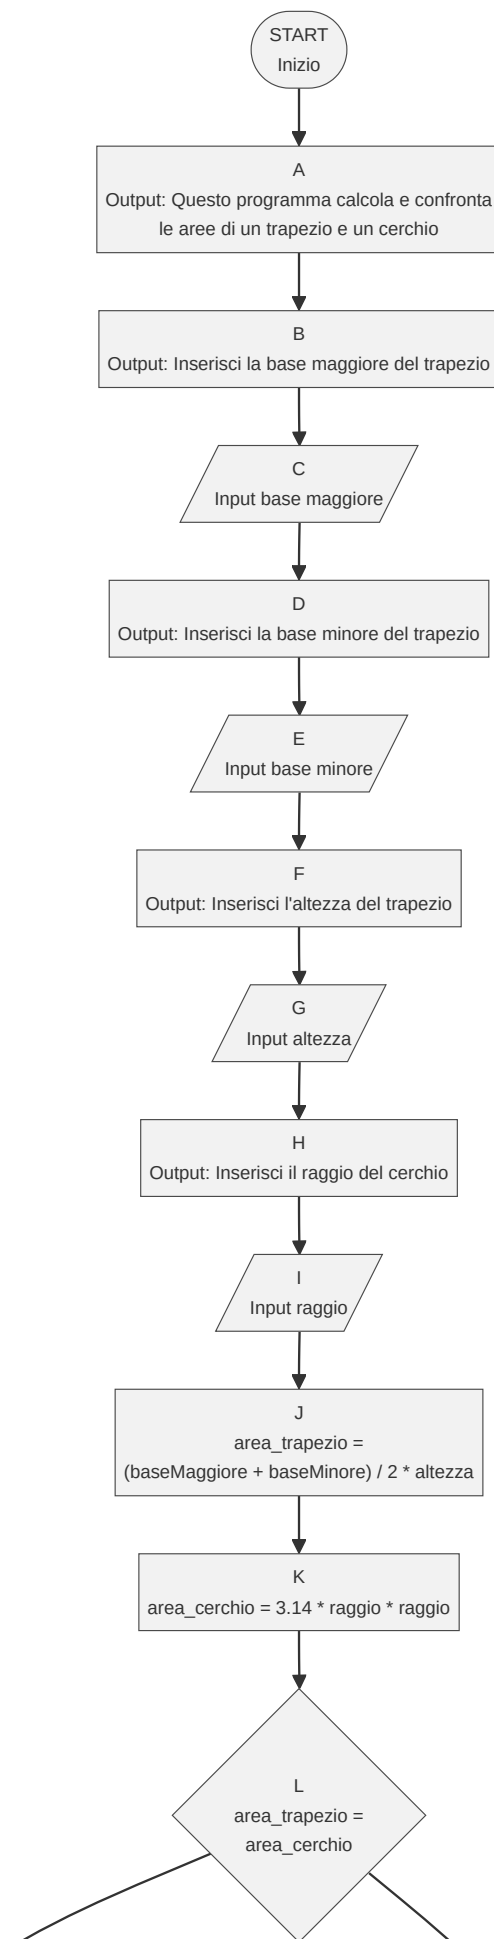 START
Inizio
A
Output: Questo programma calcola e confronta
le aree di un trapezio e un cerchio
B
Output: Inserisci la base maggiore del trapezio
C
Input base maggiore
D
Output: Inserisci la base minore del trapezio
E
Input base minore
F
Output: Inserisci l'altezza del trapezio
G
Input altezza
H
Output: Inserisci il raggio del cerchio
I
Input raggio
J
area_trapezio =
(baseMaggiore + baseMinore) / 2 * altezza
K
area_cerchio = 3.14 * raggio * raggio
L
area_trapezio =
area_cerchio